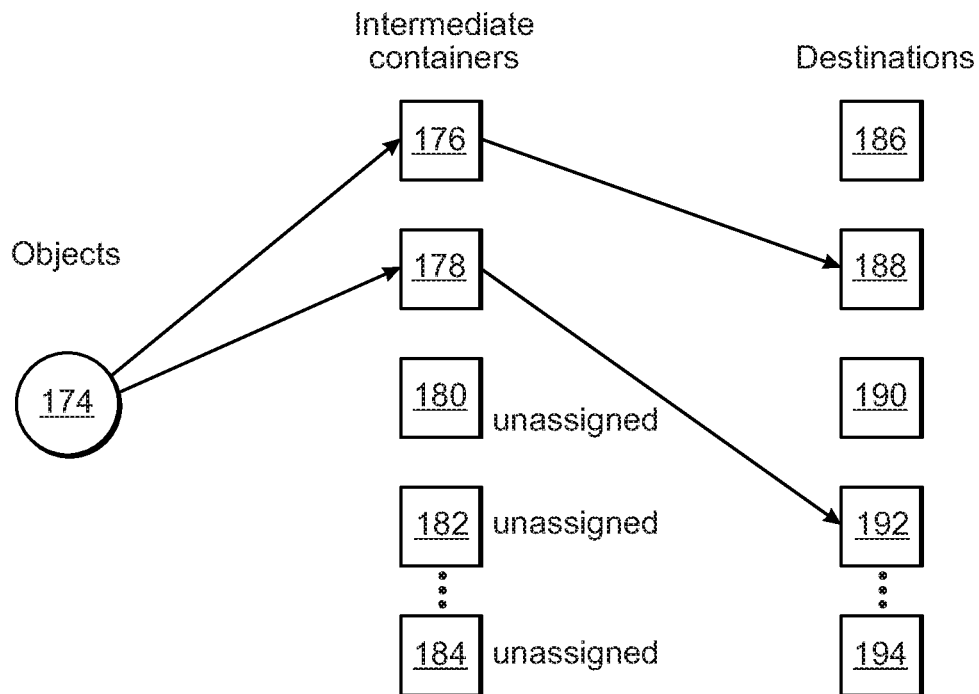 Intermediate
containers
Destinations
176
186
Objects
178
188
174
180
unassigned
190
182
unassigned
192
184
unassigned
194